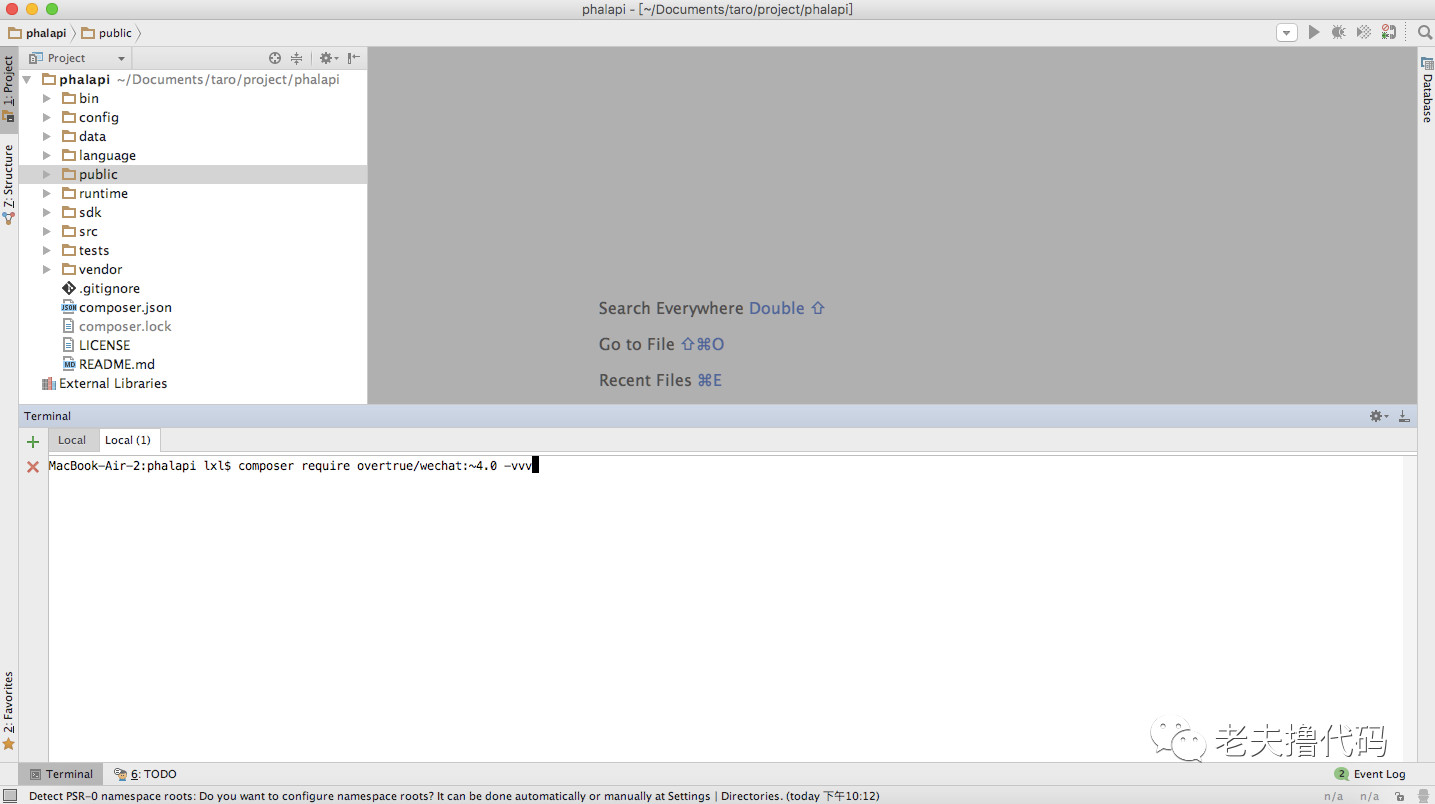 phalapi - [~/Documents/taro/project/phalapi]
phalapi
public
1: Project
7: Structure
2: Favorites
Database
Project
phalapi ~/Documents/taro/project/phalapi
bin
config
data
language
public
runtime
sdk
src
tests
vendor
.gitignore
composer.json
composer.lock
LICENSE
README.md
External Libraries
Search Everywhere Double ⇧
Go to File ⇧⌘O
Recent Files ⌘E
Terminal
Local
Local (1)
MacBook-Air-2:phalapi lxl$ composer require overtrue/wechat:~4.0 -vvv
老夫撸代码
Terminal
6: TODO
2 Event Log
Detect PSR-0 namespace roots: Do you want to configure namespace roots? It can be done automatically or manually at Settings | Directories. (today 下午10:12)
n/a
n/a